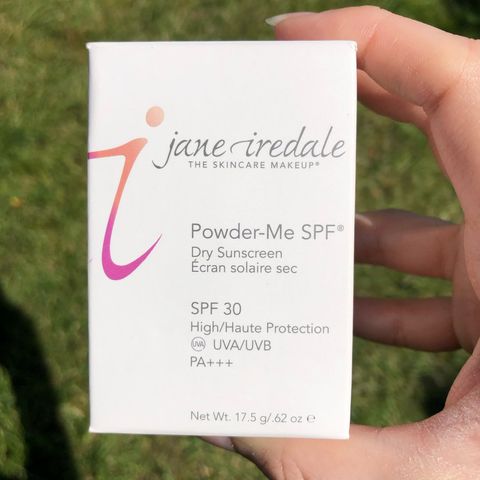 jane iredale
THE SKINCARE MAKEUP®
Powder-Me SPF®
Dry Sunscreen
Écran solaire sec
SPF 30
High/Haute Protection
UVA UVA/UVB
PA+++
Net Wt. 17.5 g/.62 oz ℮